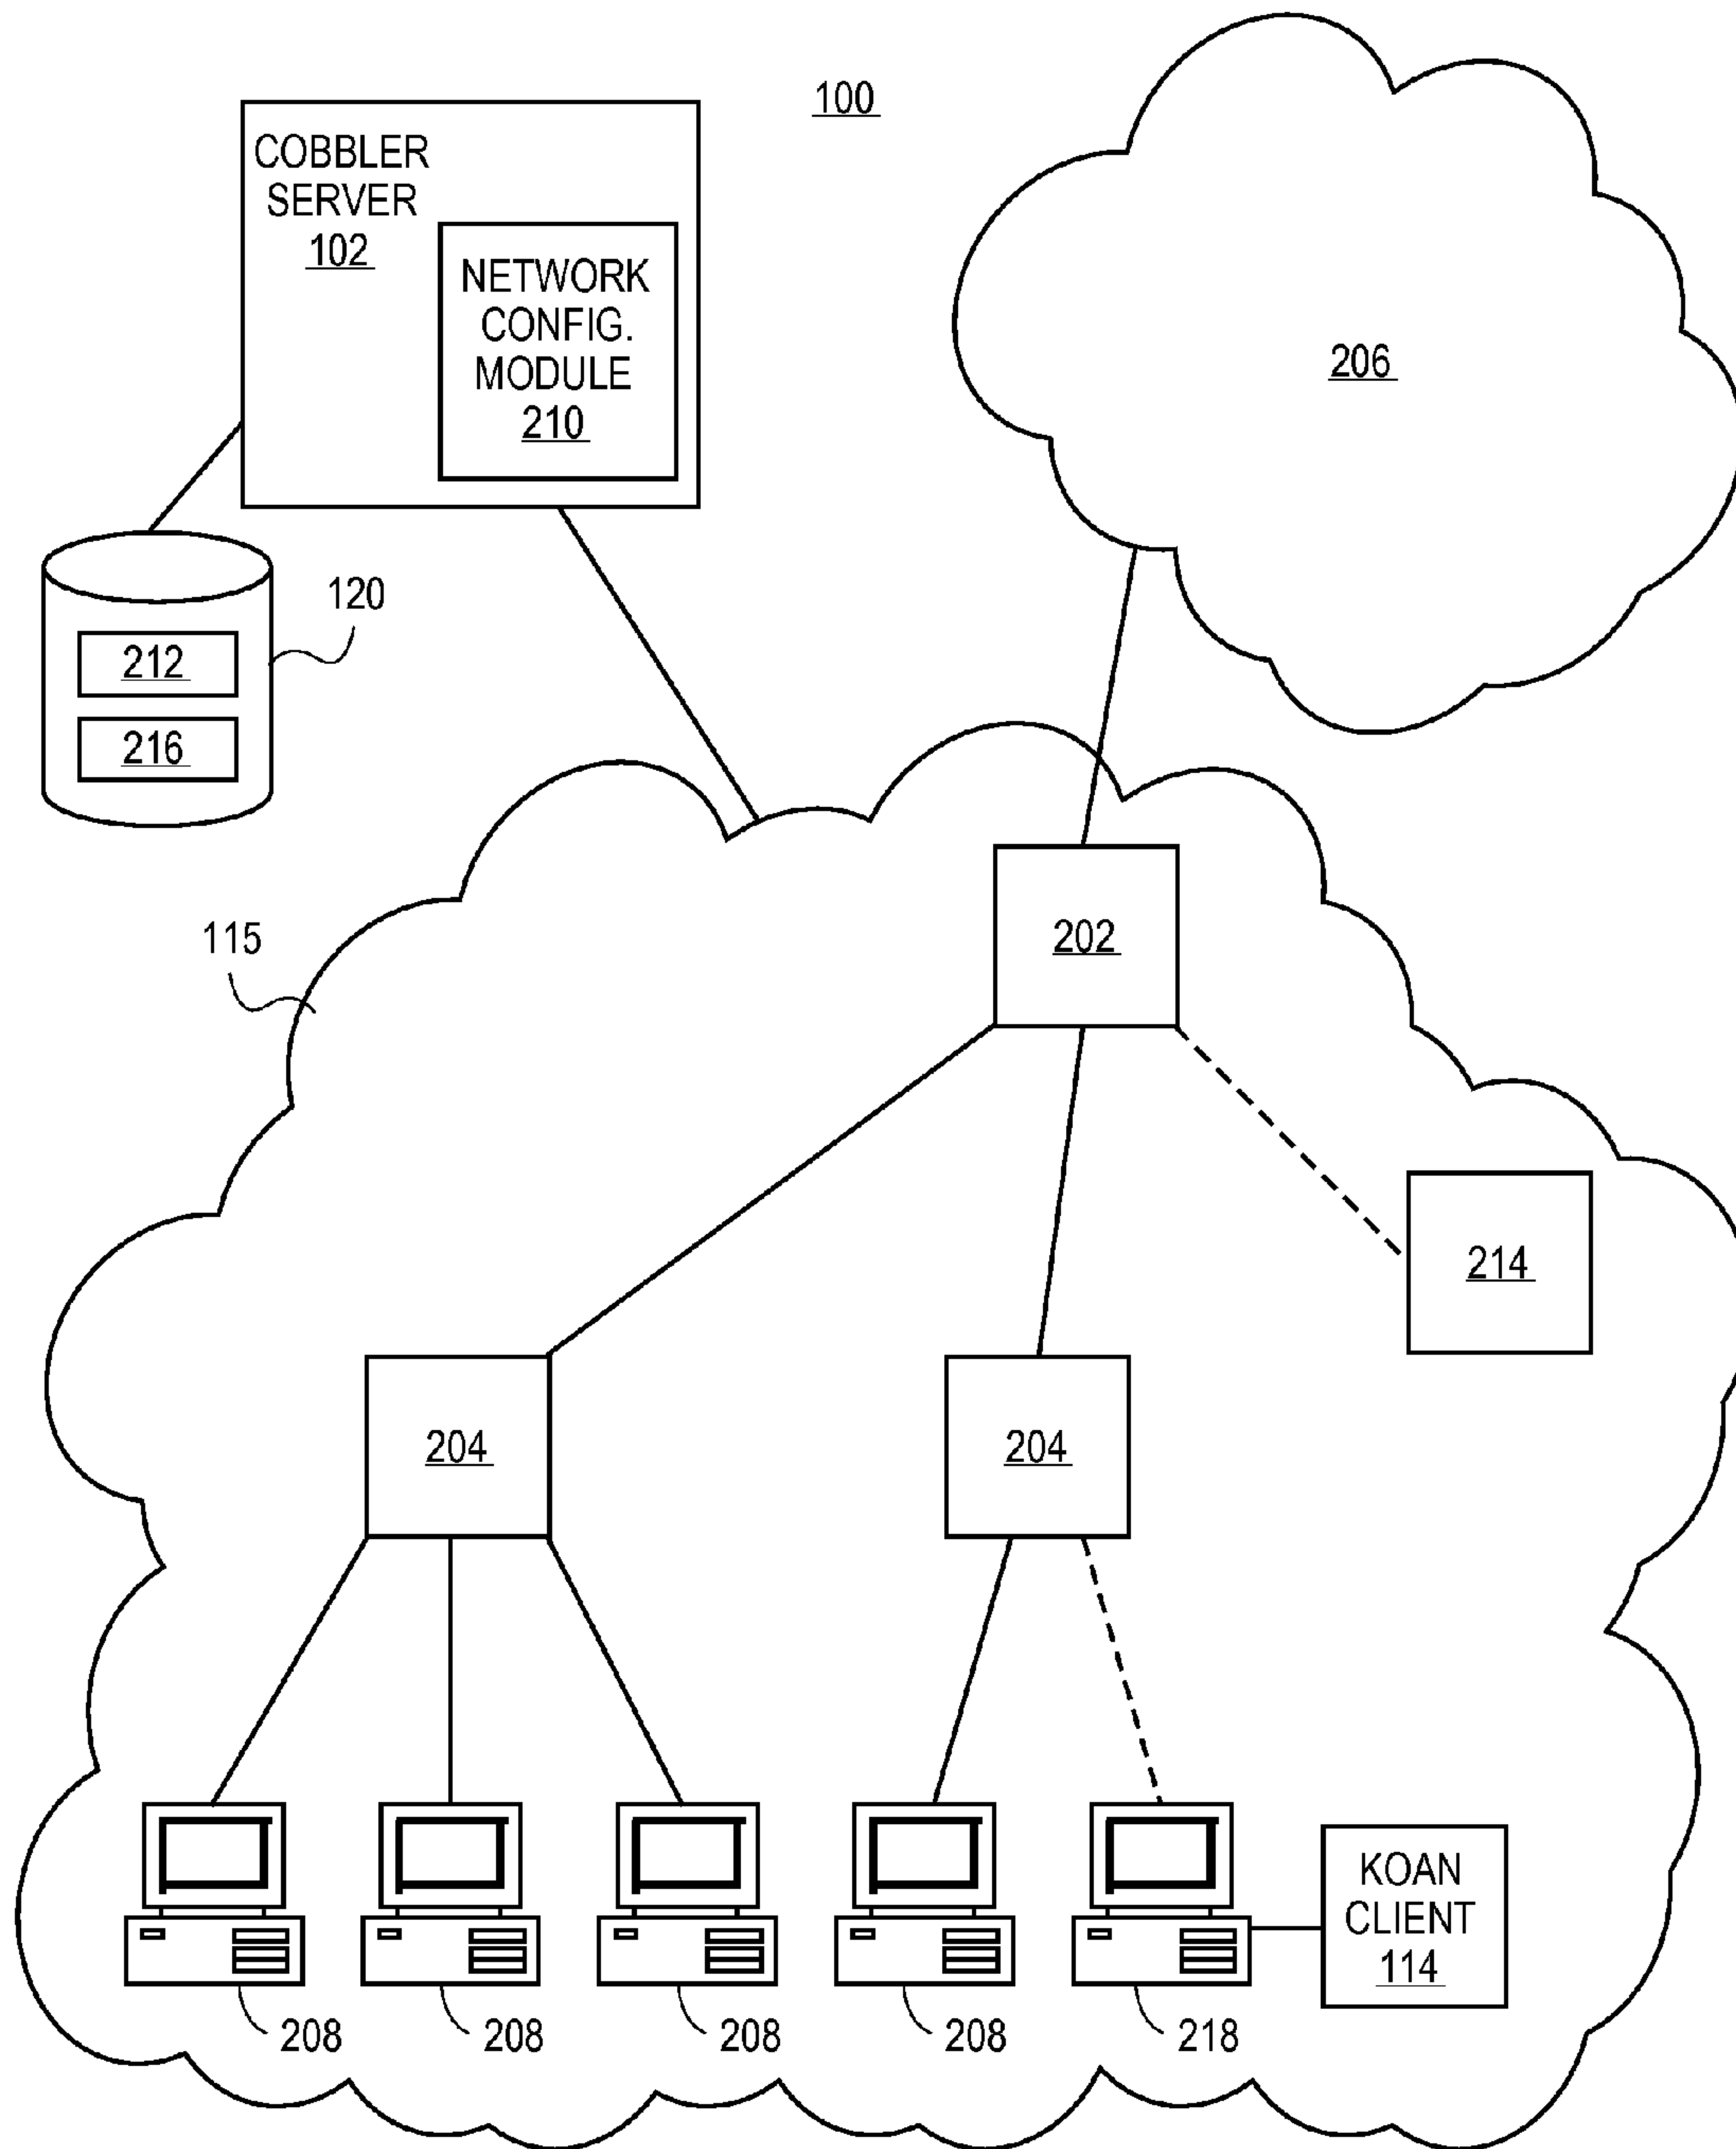 100
COBBLER
SERVER
102
NETWORK
CONFIG.
MODULE
210
206
120
212
216
115
202
214
204
204
KOAN
CLIENT
114
208
208
208
208
218